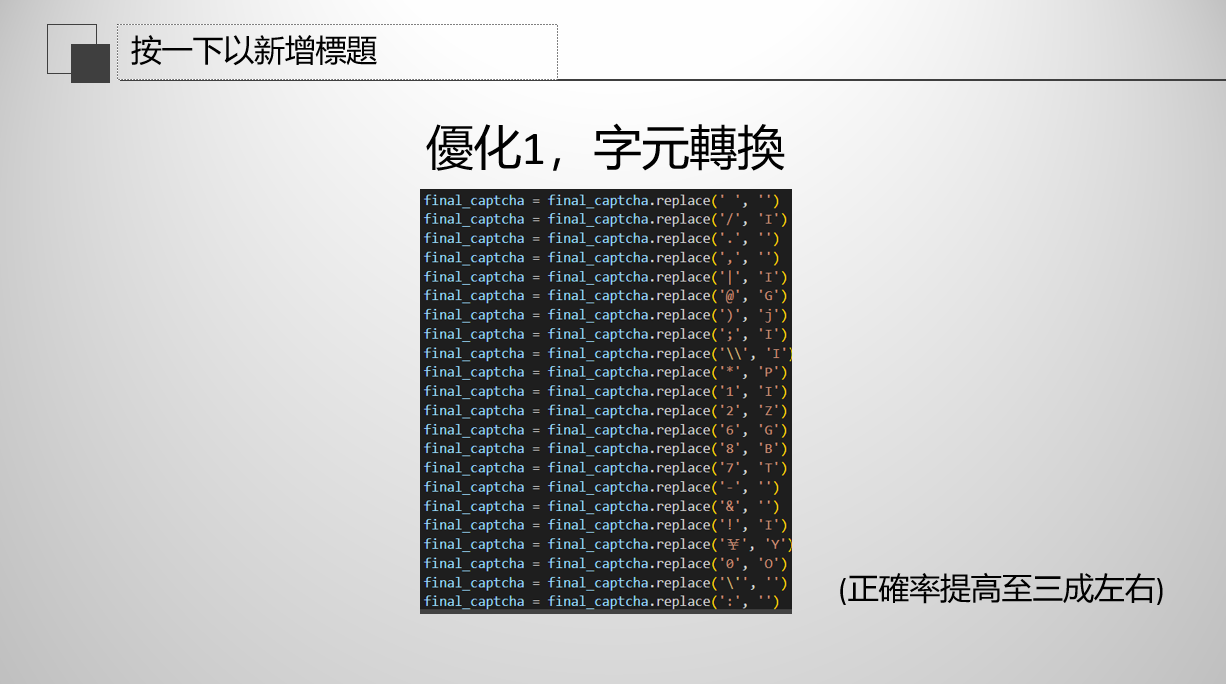 按一下以新增標題
優化1，字元轉換
final_captcha = final_captcha.replace(' ', '')
final_captcha = final_captcha.replace('/', 'I')
final_captcha = final_captcha.replace('.', '')
final_captcha = final_captcha.replace(',', '')
final_captcha = final_captcha.replace('|', 'I')
final_captcha = final_captcha.replace('@', 'G')
final_captcha = final_captcha.replace(')', 'j')
final_captcha = final_captcha.replace(';', 'I')
final_captcha = final_captcha.replace('\\', 'I')
final_captcha = final_captcha.replace('*', 'P')
final_captcha = final_captcha.replace('1', 'I')
final_captcha = final_captcha.replace('2', 'Z')
final_captcha = final_captcha.replace('6', 'G')
final_captcha = final_captcha.replace('8', 'B')
final_captcha = final_captcha.replace('7', 'T')
final_captcha = final_captcha.replace('-', '')
final_captcha = final_captcha.replace('&', '')
final_captcha = final_captcha.replace('!', 'I')
final_captcha = final_captcha.replace('￥', 'Y')
final_captcha = final_captcha.replace('0', 'O')
final_captcha = final_captcha.replace('\'', '')
final_captcha = final_captcha.replace(':', '')
(正確率提高至三成左右)